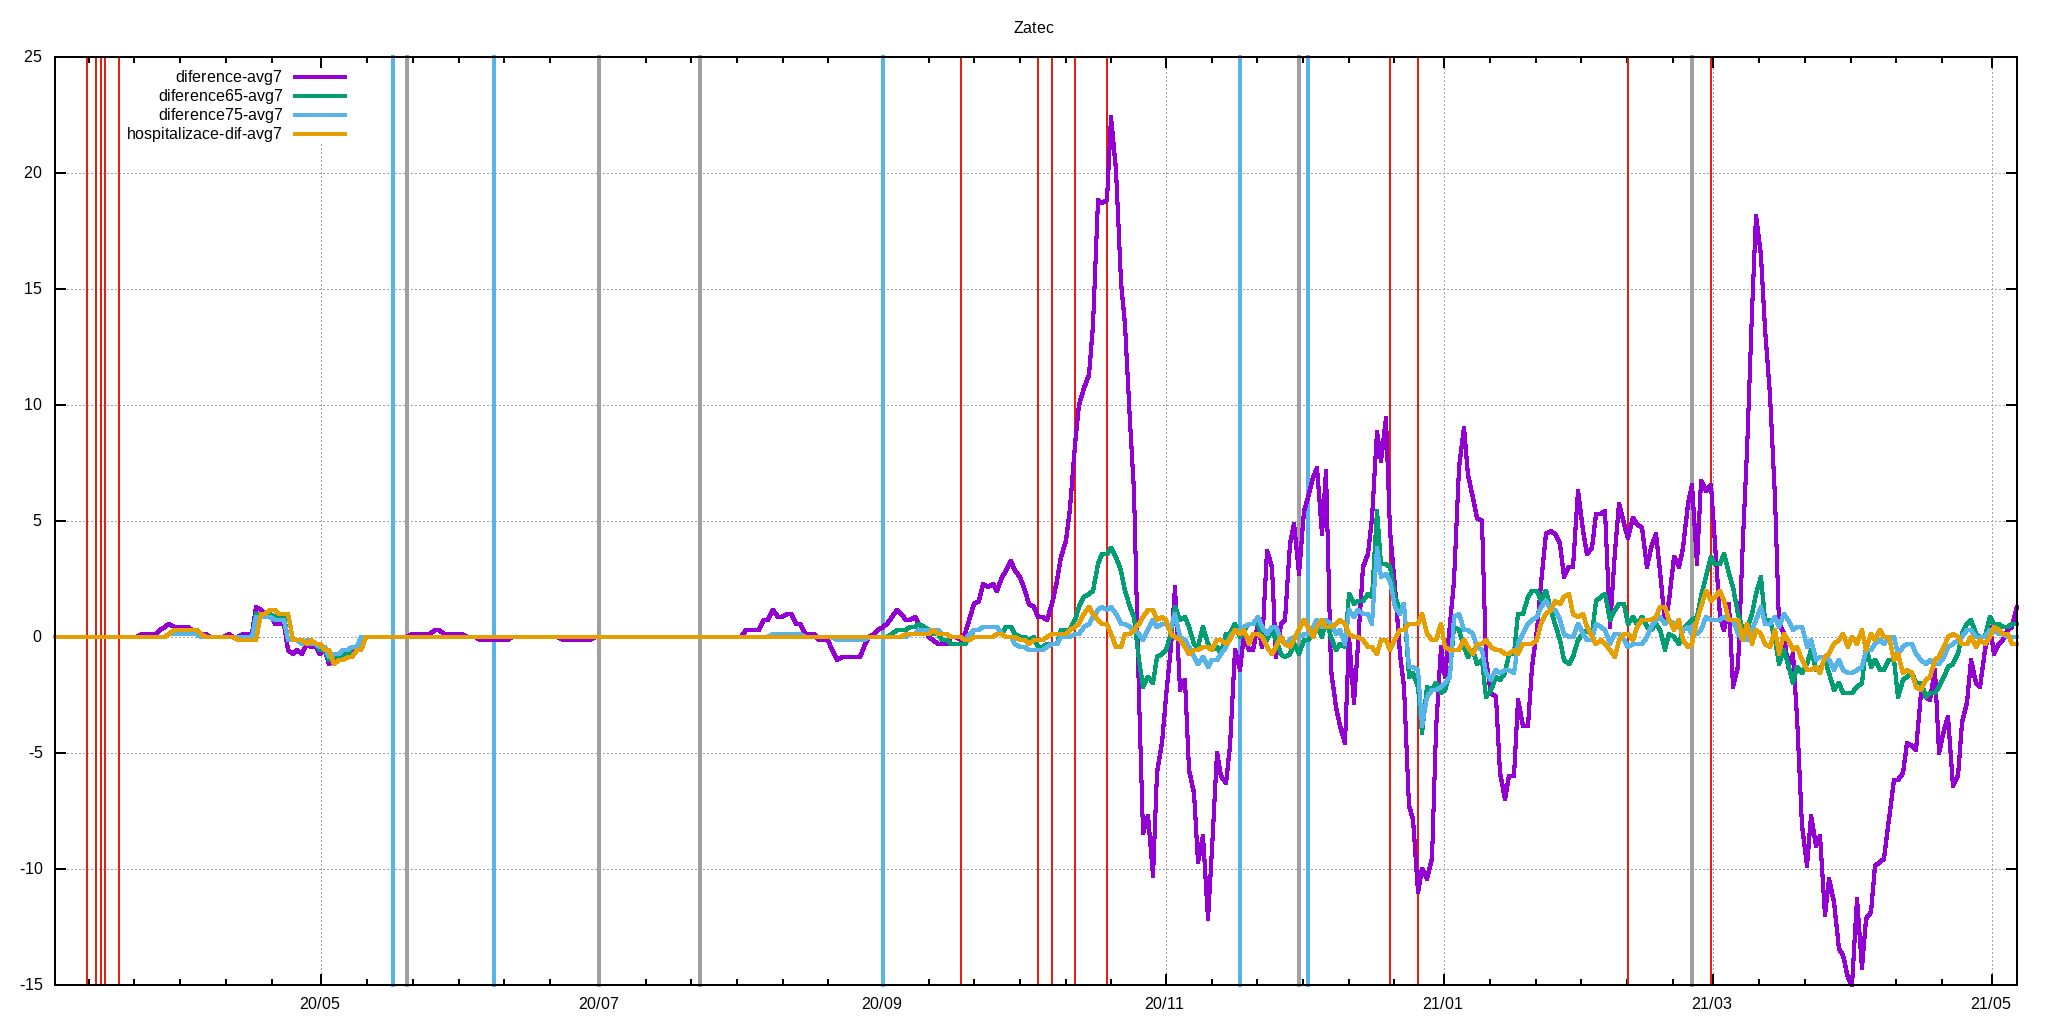 Zatec
25
diference-avg7
diference65-avg7
diference75-avg7
hospitalizace-dif-avg7
20
15
10
5
0
-5
-10
-15
20/05 20/07 20/09 20/11 21/01 21/03 21/05